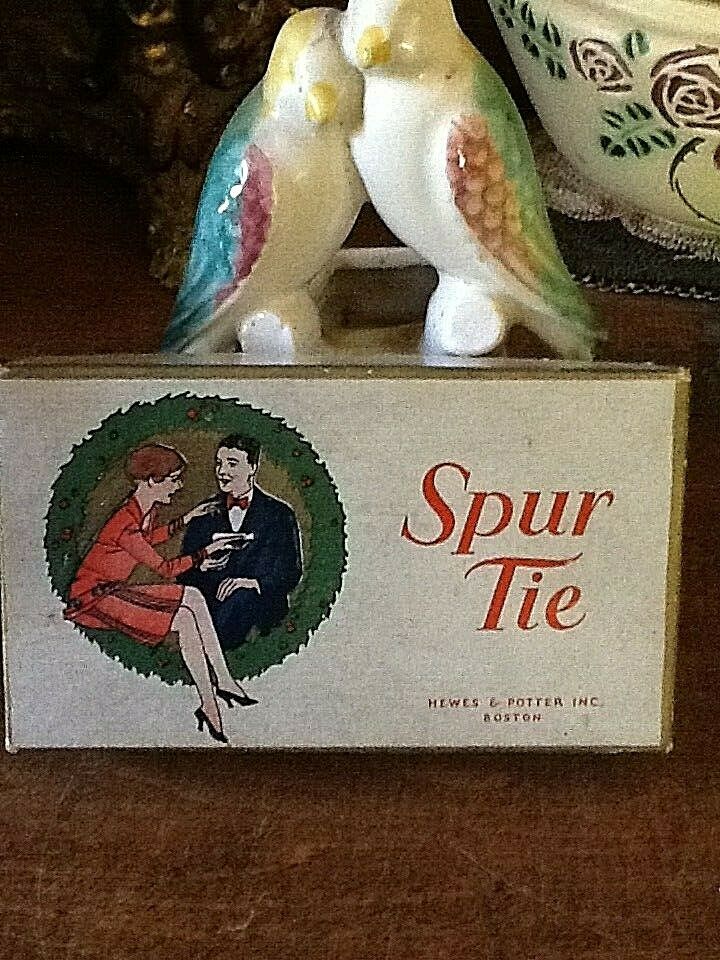 Spur
Tie
HEWES & POTTER INC.
BOSTON